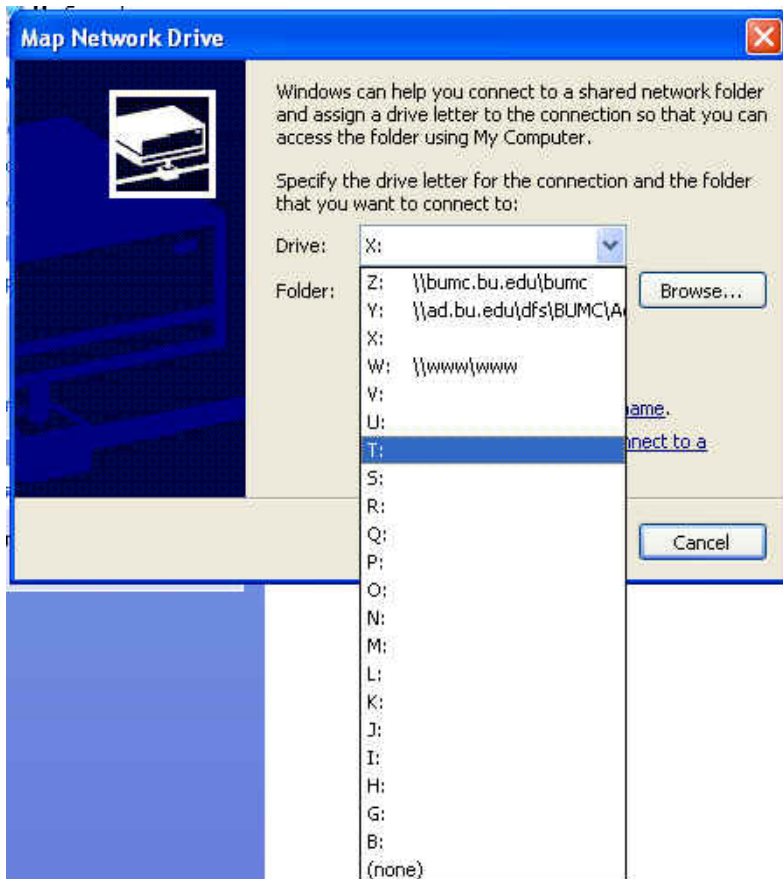 Map Network Drive
Windows can help you connect to a shared network folder
and assign a drive letter to the connection so that you can
access the folder using My Computer.
Specify the drive letter for the connection and the folder
that you want to connect to:
Drive: X:
Folder:
Z: \\bumc.bu.edu\bumc
Browse...
Y: \\ad.bu.edu\dfs\BUMC\A
X:
W: \\www\www
V:
ame.
U:
T:
nnect to a
S:
R:
Q:
Cancel
P:
O:
N:
M:
L:
K:
J:
I:
H:
G:
B:
(none)